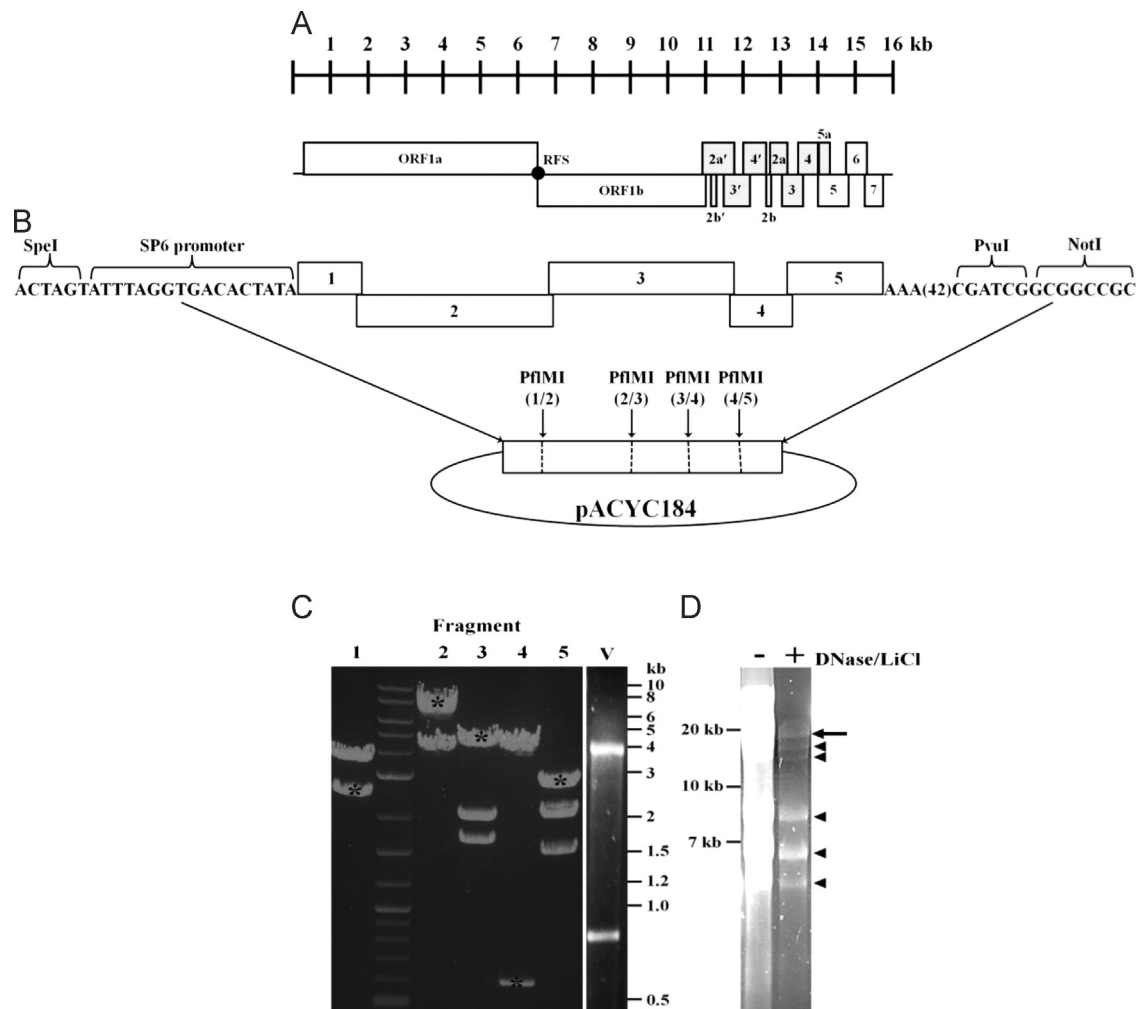 A
1 2 3 4 5 6 7 8 9 10 11 12 13 14 15 16 kb
5a
ORF1a RFS 2a′ 4′ 2a 4 6
ORF1b 3′ 3 5 7
2b′ 2b
B
SpeI SP6 promoter PvuI NotI
1 3 5
ACTAGTATTTAGGTGACACTATA AAA(42)CGATCGGCGGCCGC
2 4
PflMI PflMI PflMI PflMI
(1/2) (2/3) (3/4) (4/5)
pACYC184
C
Fragment
1 2 3 4 5 V
kb
10
8
6
5
4
3
2
1.5
1.2
1.0
0.5
* * * * *
D
- + DNase/LiCl
20 kb
10 kb
7 kb